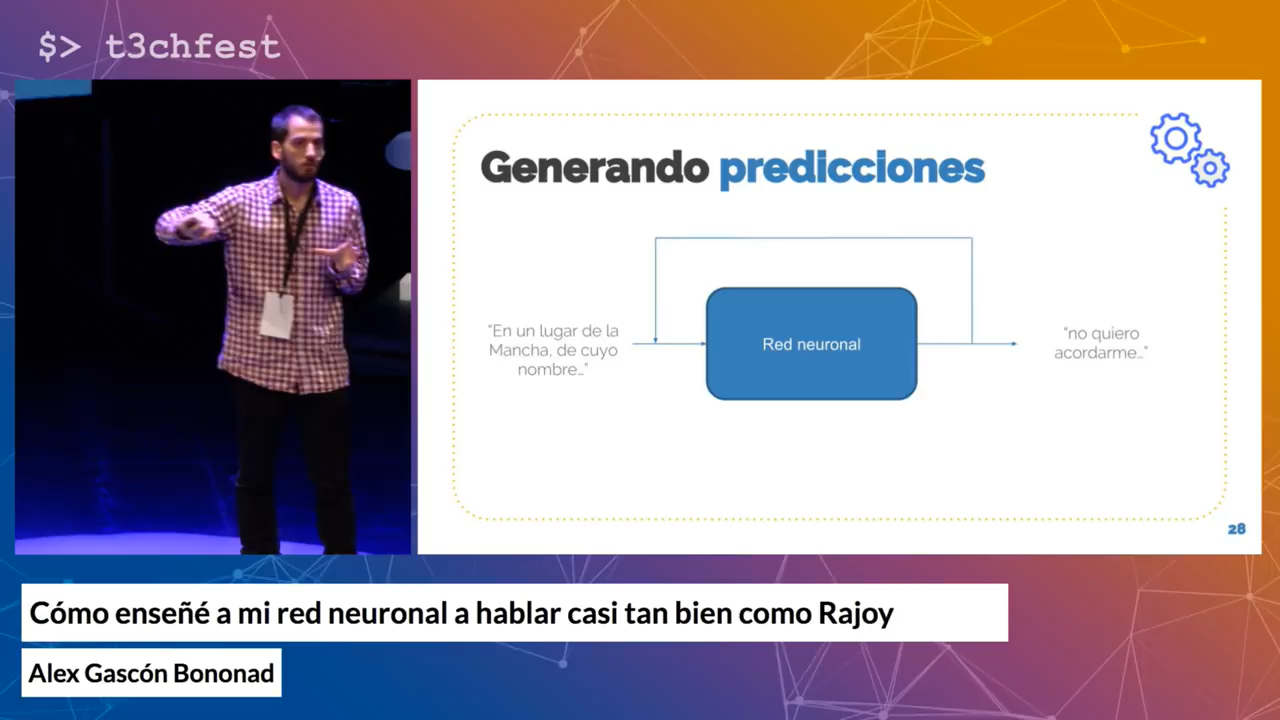 $> t3chfest
Generando predicciones
“En un lugar de la
Mancha, de cuyo
nombre…”
Red neuronal
“no quiero
acordarme…”
28
Cómo enseñé a mi red neuronal a hablar casi tan bien como Rajoy
Alex Gascón Bononad